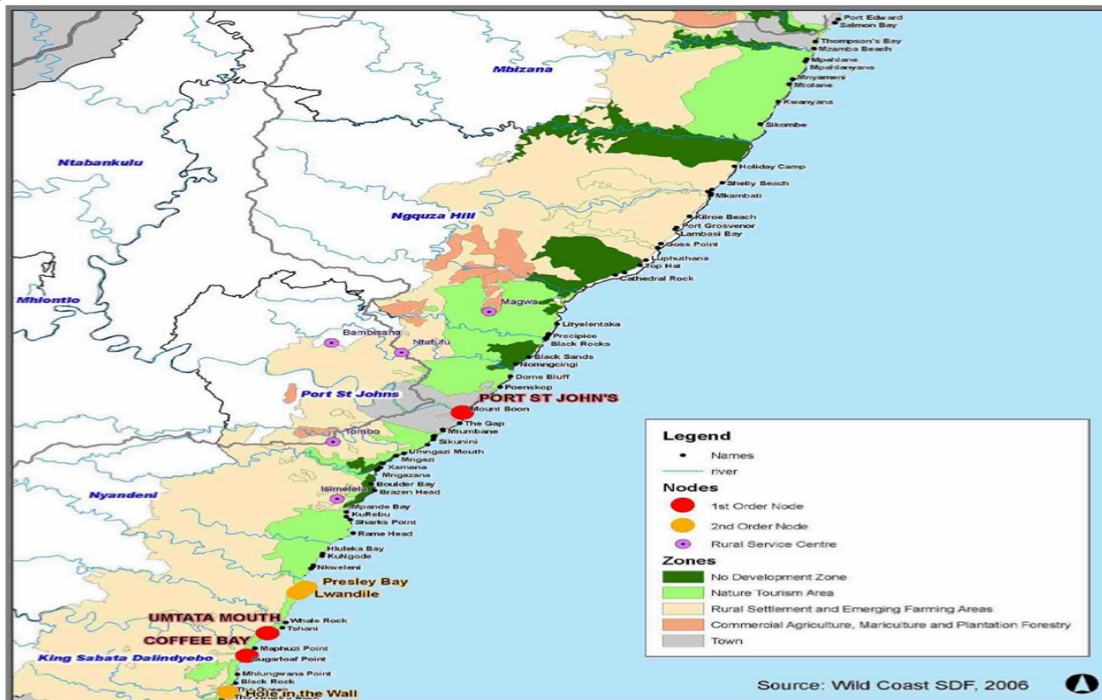 Port Edward
Salmon Bay
Thompson's Bay
Mzamba Beach
Mbizana
Mpahlane
Mpahlanyana
Mnyameni
Mtolane
Kwanyana
Sikombe
Ntabankulu
Holiday Camp
Shelly Beach
Mkambati
Ngquza Hill
Kilroe Beach
Port Grosvenor
Lambasi Bay
Goss Point
Luphuthana
Top Hat
Cathedral Rock
Mhlontlo
Magwa
Lityelentaka
Bambisana
Precipice
Black Rocks
Ntafufu
Black Sands
Nomngcingi
Dome Bluff
Poenskop
Port St Johns
PORT ST JOHN'S
Mount Boon
The Gap
Mtumbane
Tombo
Sikunini
Umngazi Mouth
Mngazi
Xamana
Mngazana
Boulder Bay
Nyandeni
Isimelela
Brazen Head
Mpande Bay
KuRebu
Sharks Point
Rame Head
Hluleka Bay
KuNgode
Nkweleni
Presley Bay
Lwandile
UMTATA MOUTH
Whale Rock
Tshani
COFFEE BAY
Maphuzi Point
King Sabata Dalindyebo
Sugarloaf Point
Mhlungwana Point
Black Rock
Hole in the Wall
Legend
Names
river
Nodes
1st Order Node
2nd Order Node
Rural Service Centre
Zones
No Development Zone
Nature Tourism Area
Rural Settlement and Emerging Farming Areas
Commercial Agriculture, Mariculture and Plantation Forestry
Town
Source: Wild Coast SDF, 2006